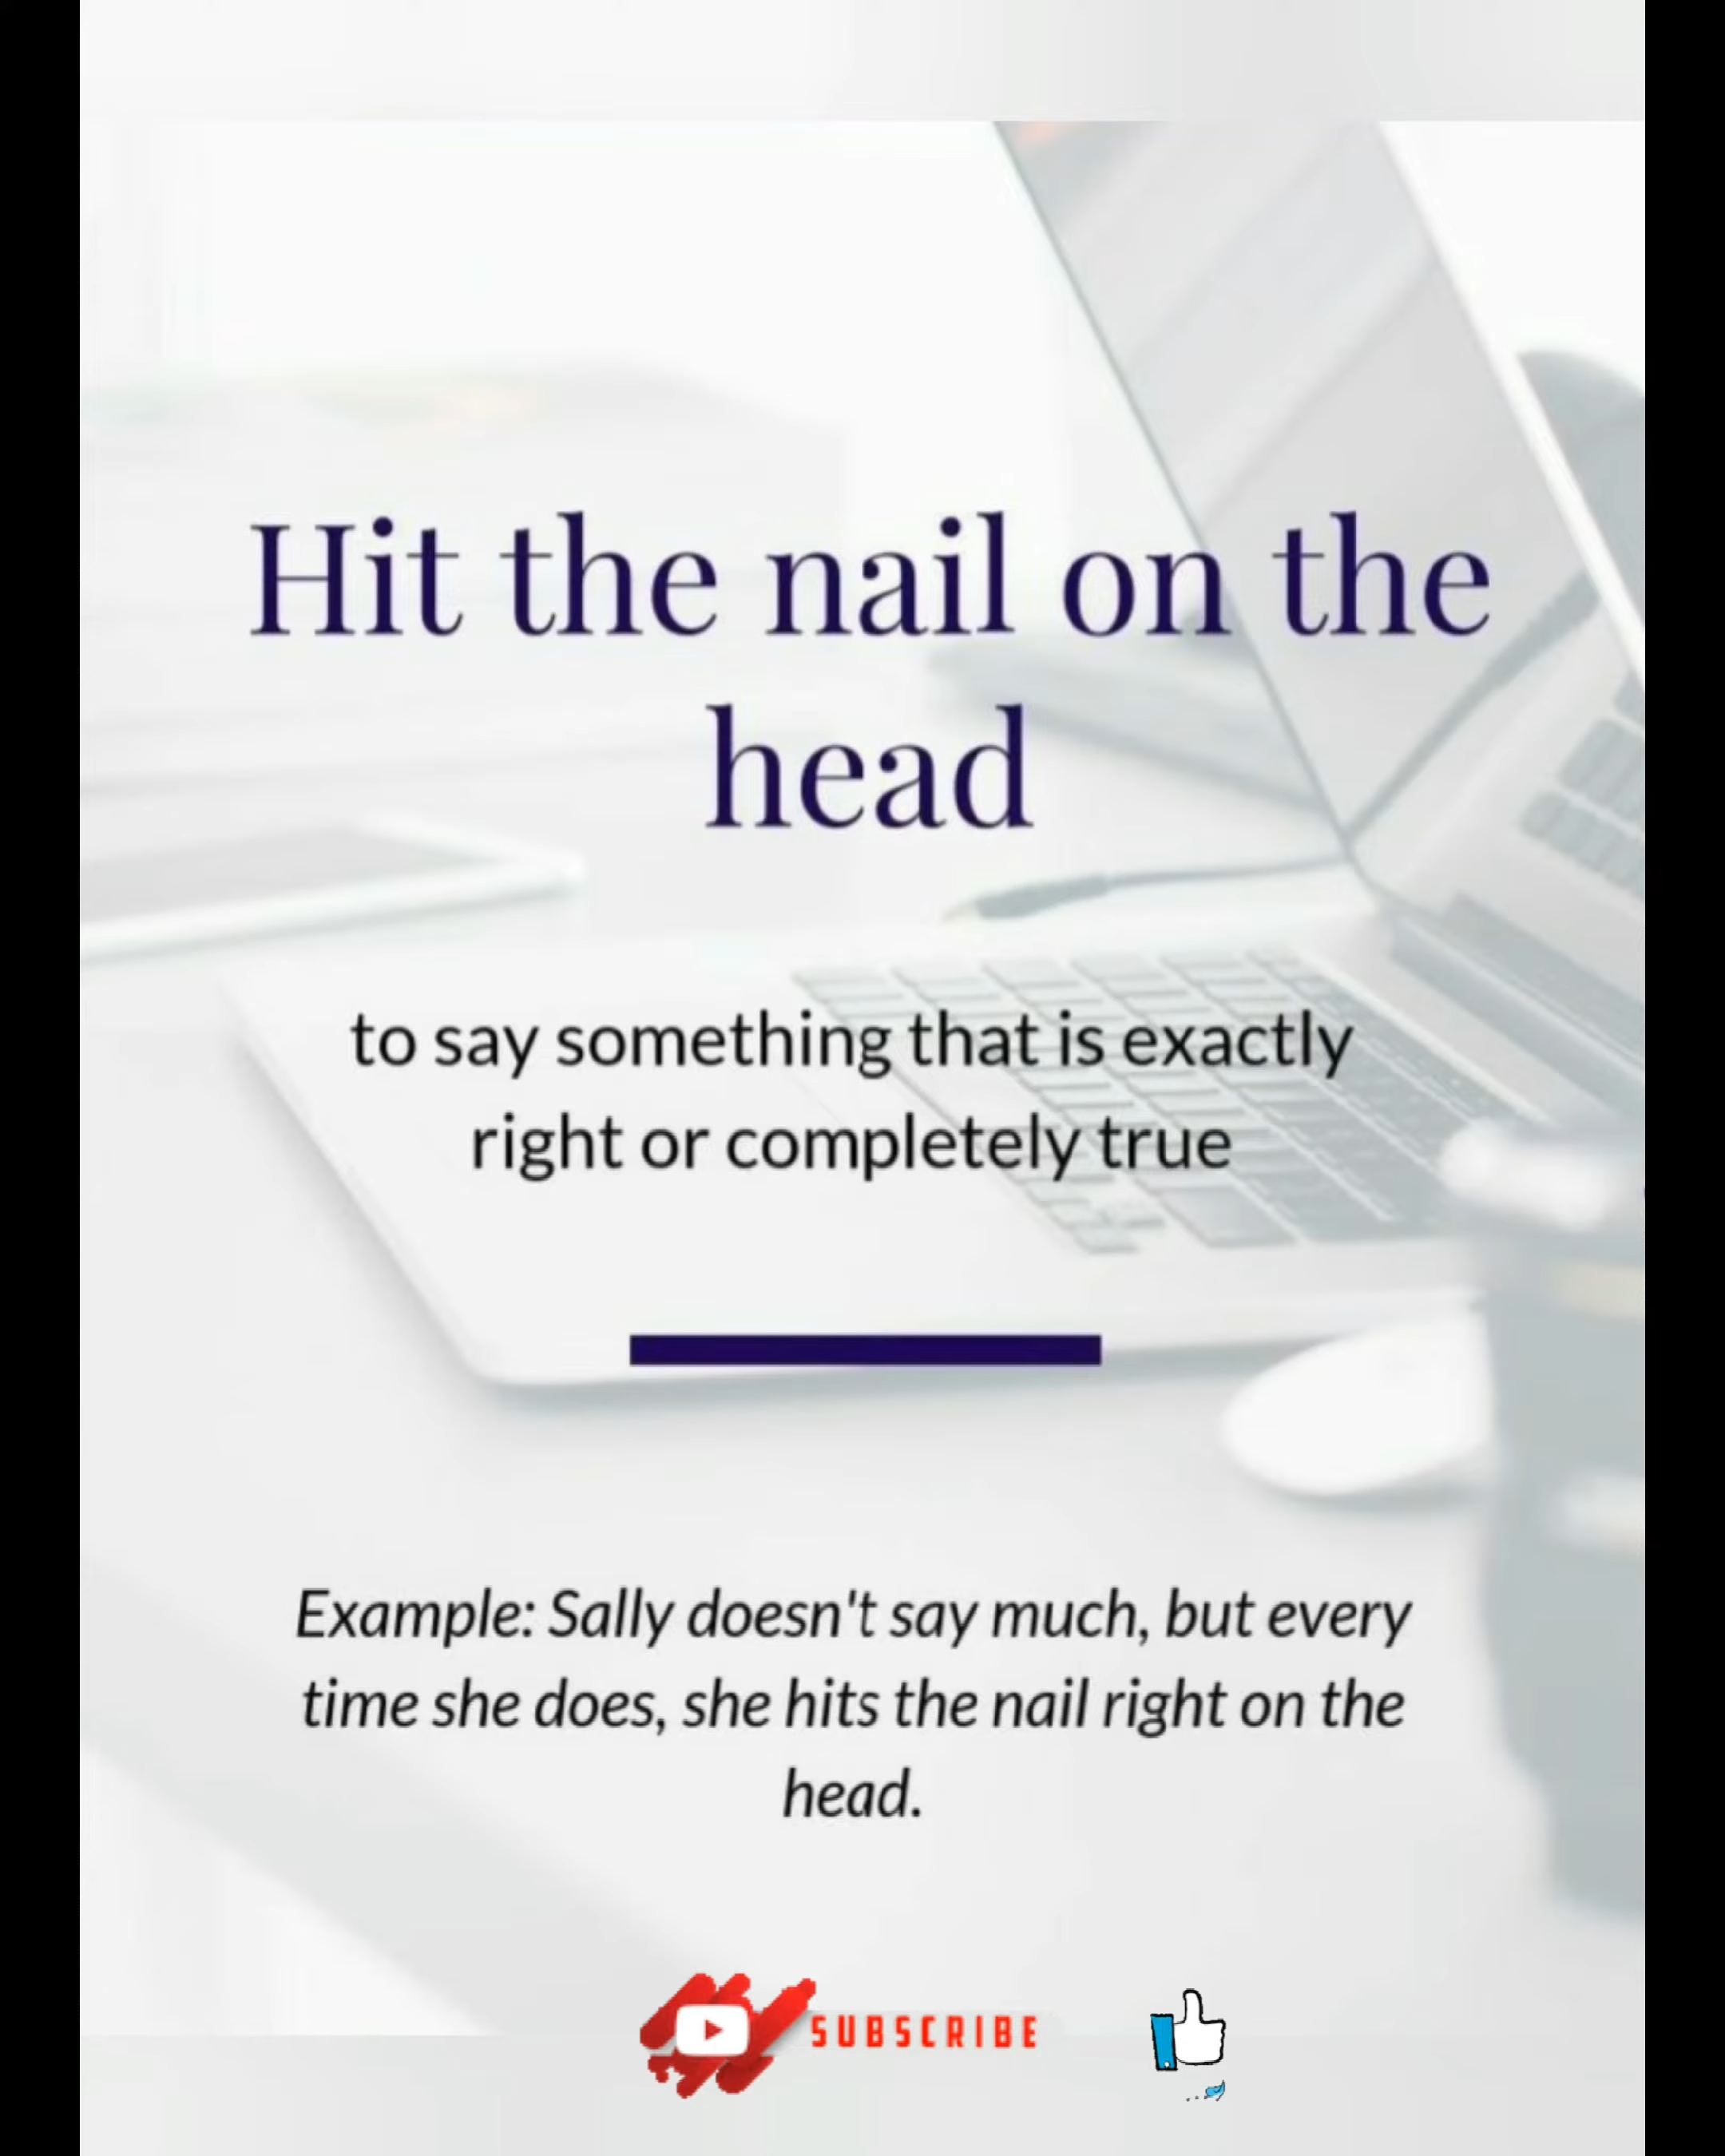 Hit the nail on the
head
to say something that is exactly
right or completely true
Example: Sally doesn't say much, but every
time she does, she hits the nail right on the
head.
SUBSCRIBE